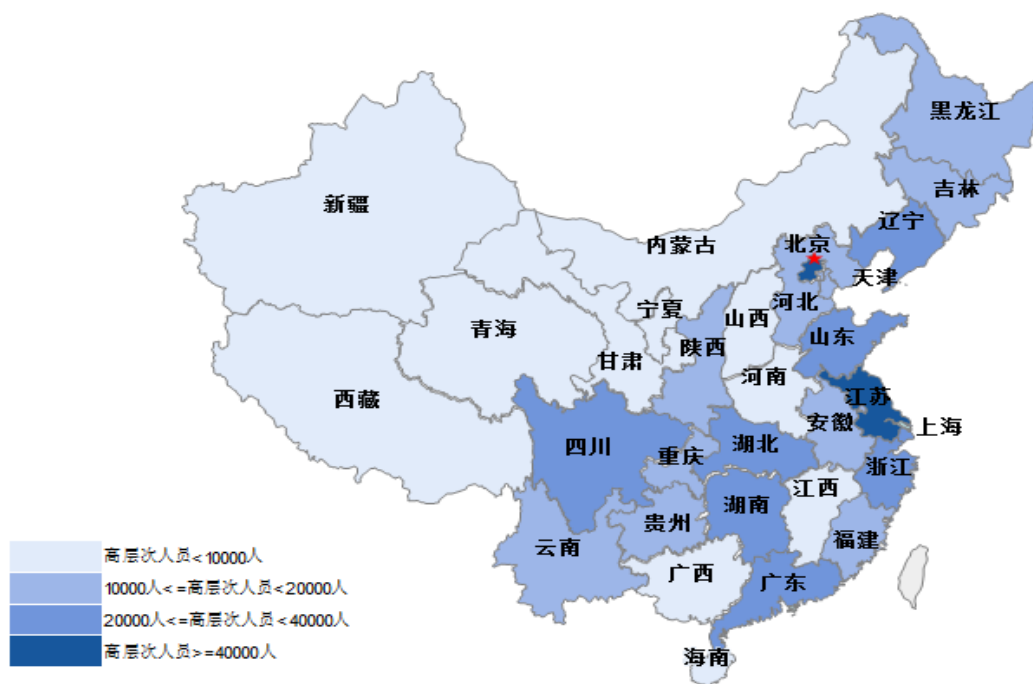 黑龙江
吉林
新疆
辽宁
内蒙古
北京
天津
宁夏
河北
山西
青海
山东
陕西
甘肃
河南
西藏
江苏
安徽
上海
四川
湖北
重庆
浙江
江西
湖南
贵州
福建
云南
广西
广东
海南
高层次人员<10000人
10000人<=高层次人员<20000人
20000人<=高层次人员<40000人
高层次人员>=40000人